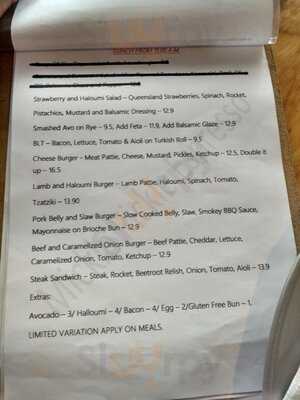 LUNCH FROM 11.30 A.M.
Strawberry and Haloumi Salad – Queensland Strawberries, Spinach, Rocket,
Pistachios, Mustard and Balsamic Dressing – 12.9
Smashed Avo on Rye – 9.5, Add Feta – 11.9, Add Balsamic Glaze – 12.9
BLT – Bacon, Lettuce, Tomato & Aioli on Turkish Roll – 9.5
Cheese Burger – Meat Pattie, Cheese, Mustard, Pickles, Ketchup – 12.5, Double it
up – 16.5
Lamb and Haloumi Burger – Lamb Pattie, Haloumi, Spinach, Tomato,
Tzatziki – 13.90
Pork Belly and Slaw Burger – Slow Cooked Belly, Slaw, Smokey BBQ Sauce,
Mayonnaise on Brioche Bun – 12.9
Beef and Caramelized Onion Burger – Beef Pattie, Cheddar, Lettuce,
Caramelized Onion, Tomato, Ketchup – 12.9
Steak Sandwich – Steak, Rocket, Beetroot Relish, Onion, Tomato, Aioli – 13.9
Extras:
Avocado – 3/ Halloumi – 4/ Bacon – 4/ Egg – 2/Gluten Free Bun – 1,
LIMITED VARIATION APPLY ON MEALS.